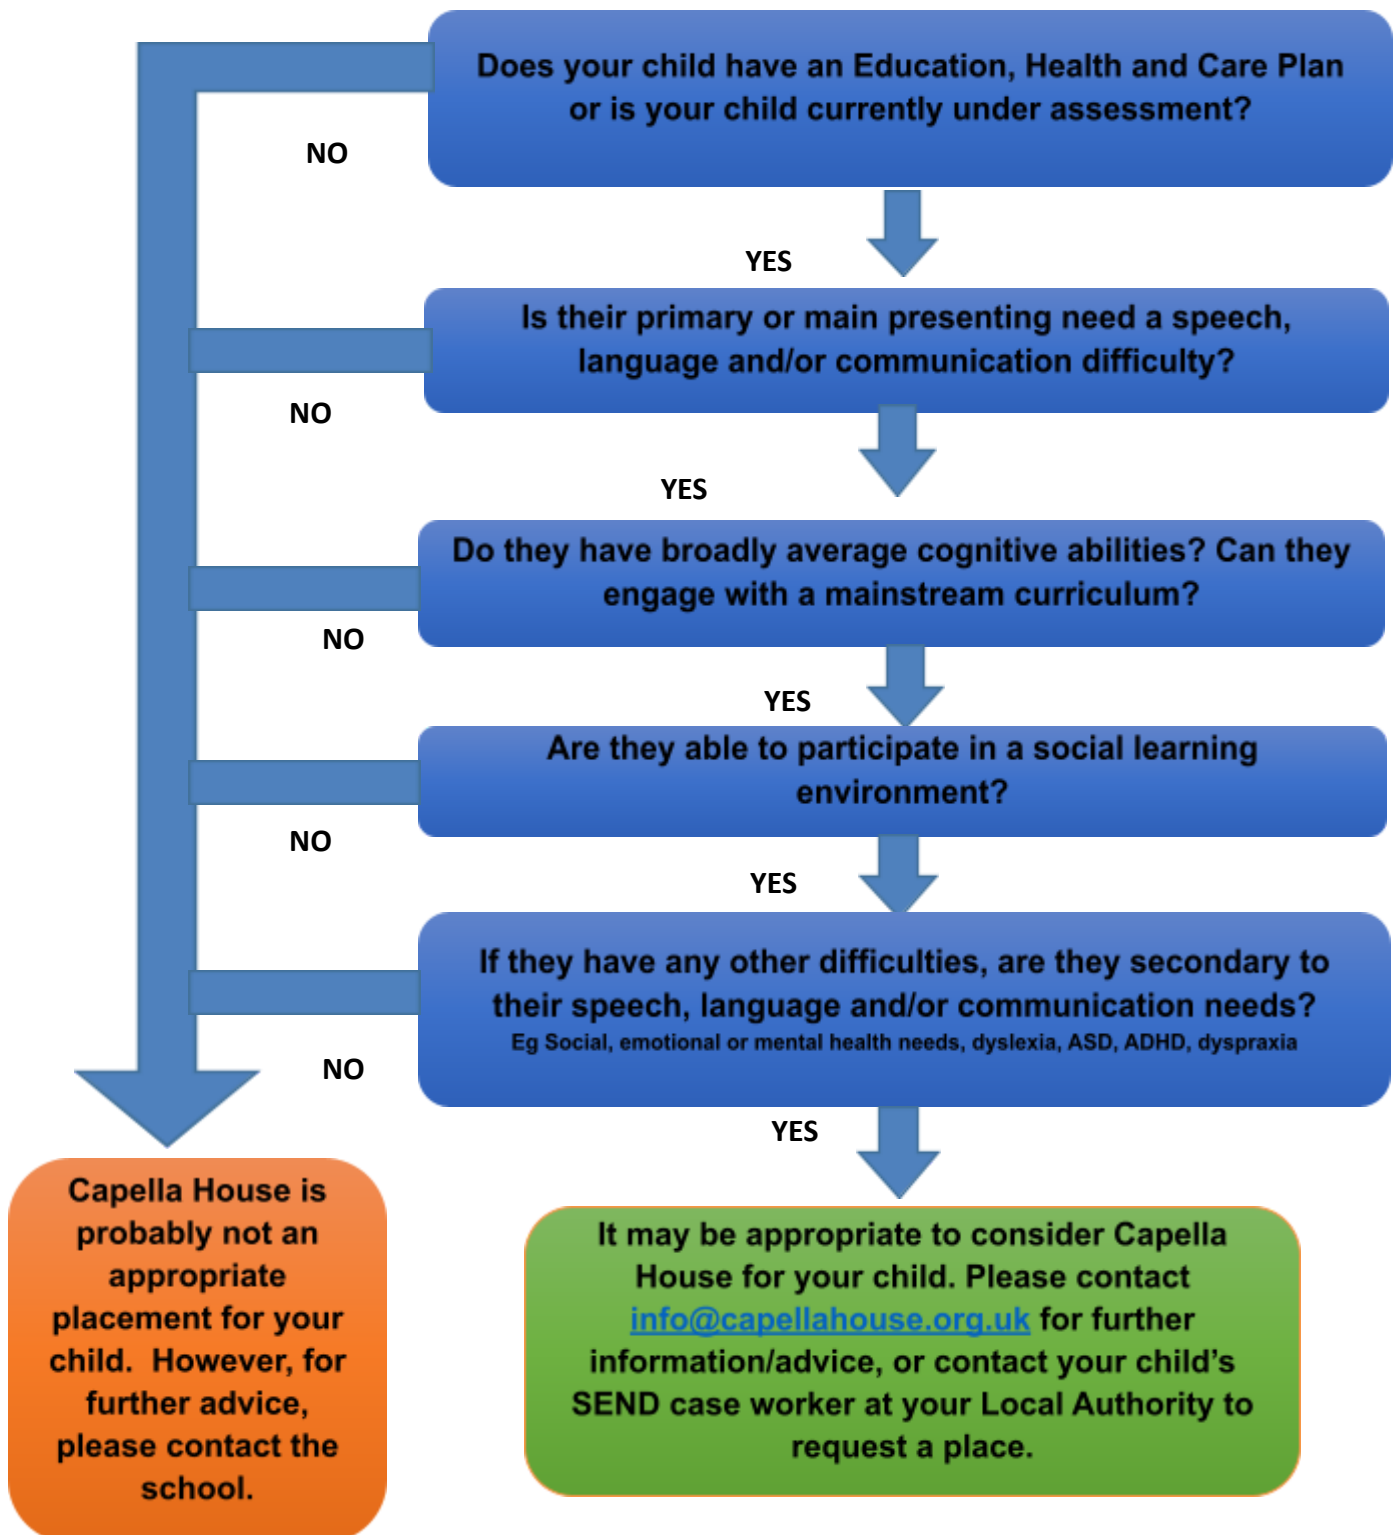 Does your child have an Education, Health and Care Plan
or is your child currently under assessment?
NO
YES
Is their primary or main presenting need a speech,
language and/or communication difficulty?
NO
YES
Do they have broadly average cognitive abilities? Can they
engage with a mainstream curriculum?
NO
YES
Are they able to participate in a social learning
environment?
NO
YES
If they have any other difficulties, are they secondary to
their speech, language and/or communication needs?
Eg Social, emotional or mental health needs, dyslexia, ASD, ADHD, dyspraxia
NO
YES
Capella House is
probably not an
appropriate
placement for your
child.  However, for
further advice,
please contact the
school.
It may be appropriate to consider Capella
House for your child. Please contact
info@capellahouse.org.uk for further
information/advice, or contact your child’s
SEND case worker at your Local Authority to
request a place.